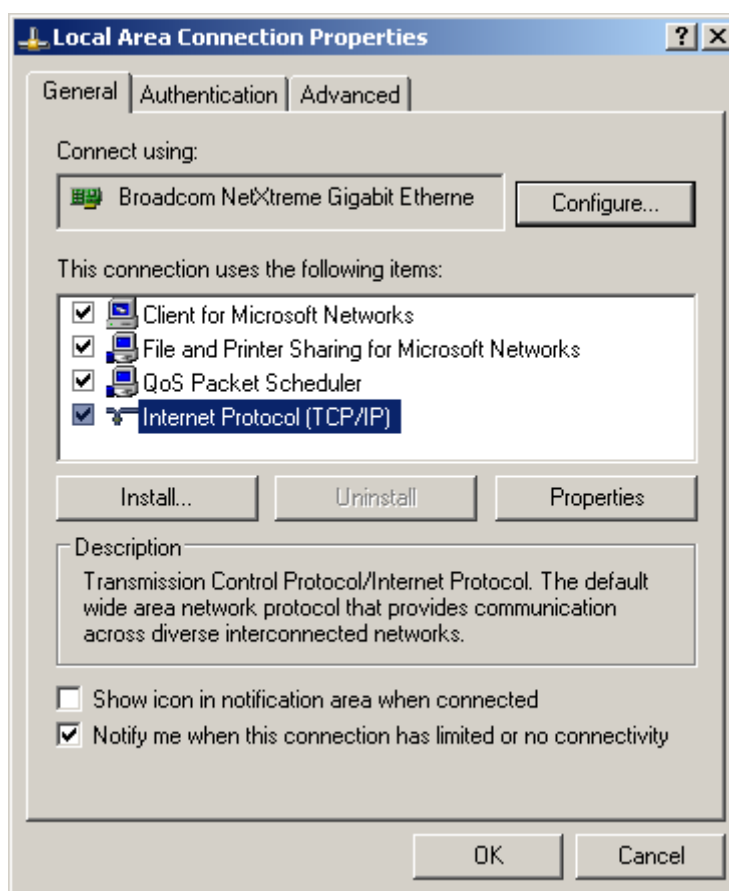 Local Area Connection Properties
General
Authentication
Advanced
Connect using:
Broadcom NetXtreme Gigabit Etherne
Configure...
This connection uses the following items:
Client for Microsoft Networks
File and Printer Sharing for Microsoft Networks
QoS Packet Scheduler
Internet Protocol (TCP/IP)
Install...
Uninstall
Properties
Description
Transmission Control Protocol/Internet Protocol. The default
wide area network protocol that provides communication
across diverse interconnected networks.
Show icon in notification area when connected
Notify me when this connection has limited or no connectivity
OK
Cancel